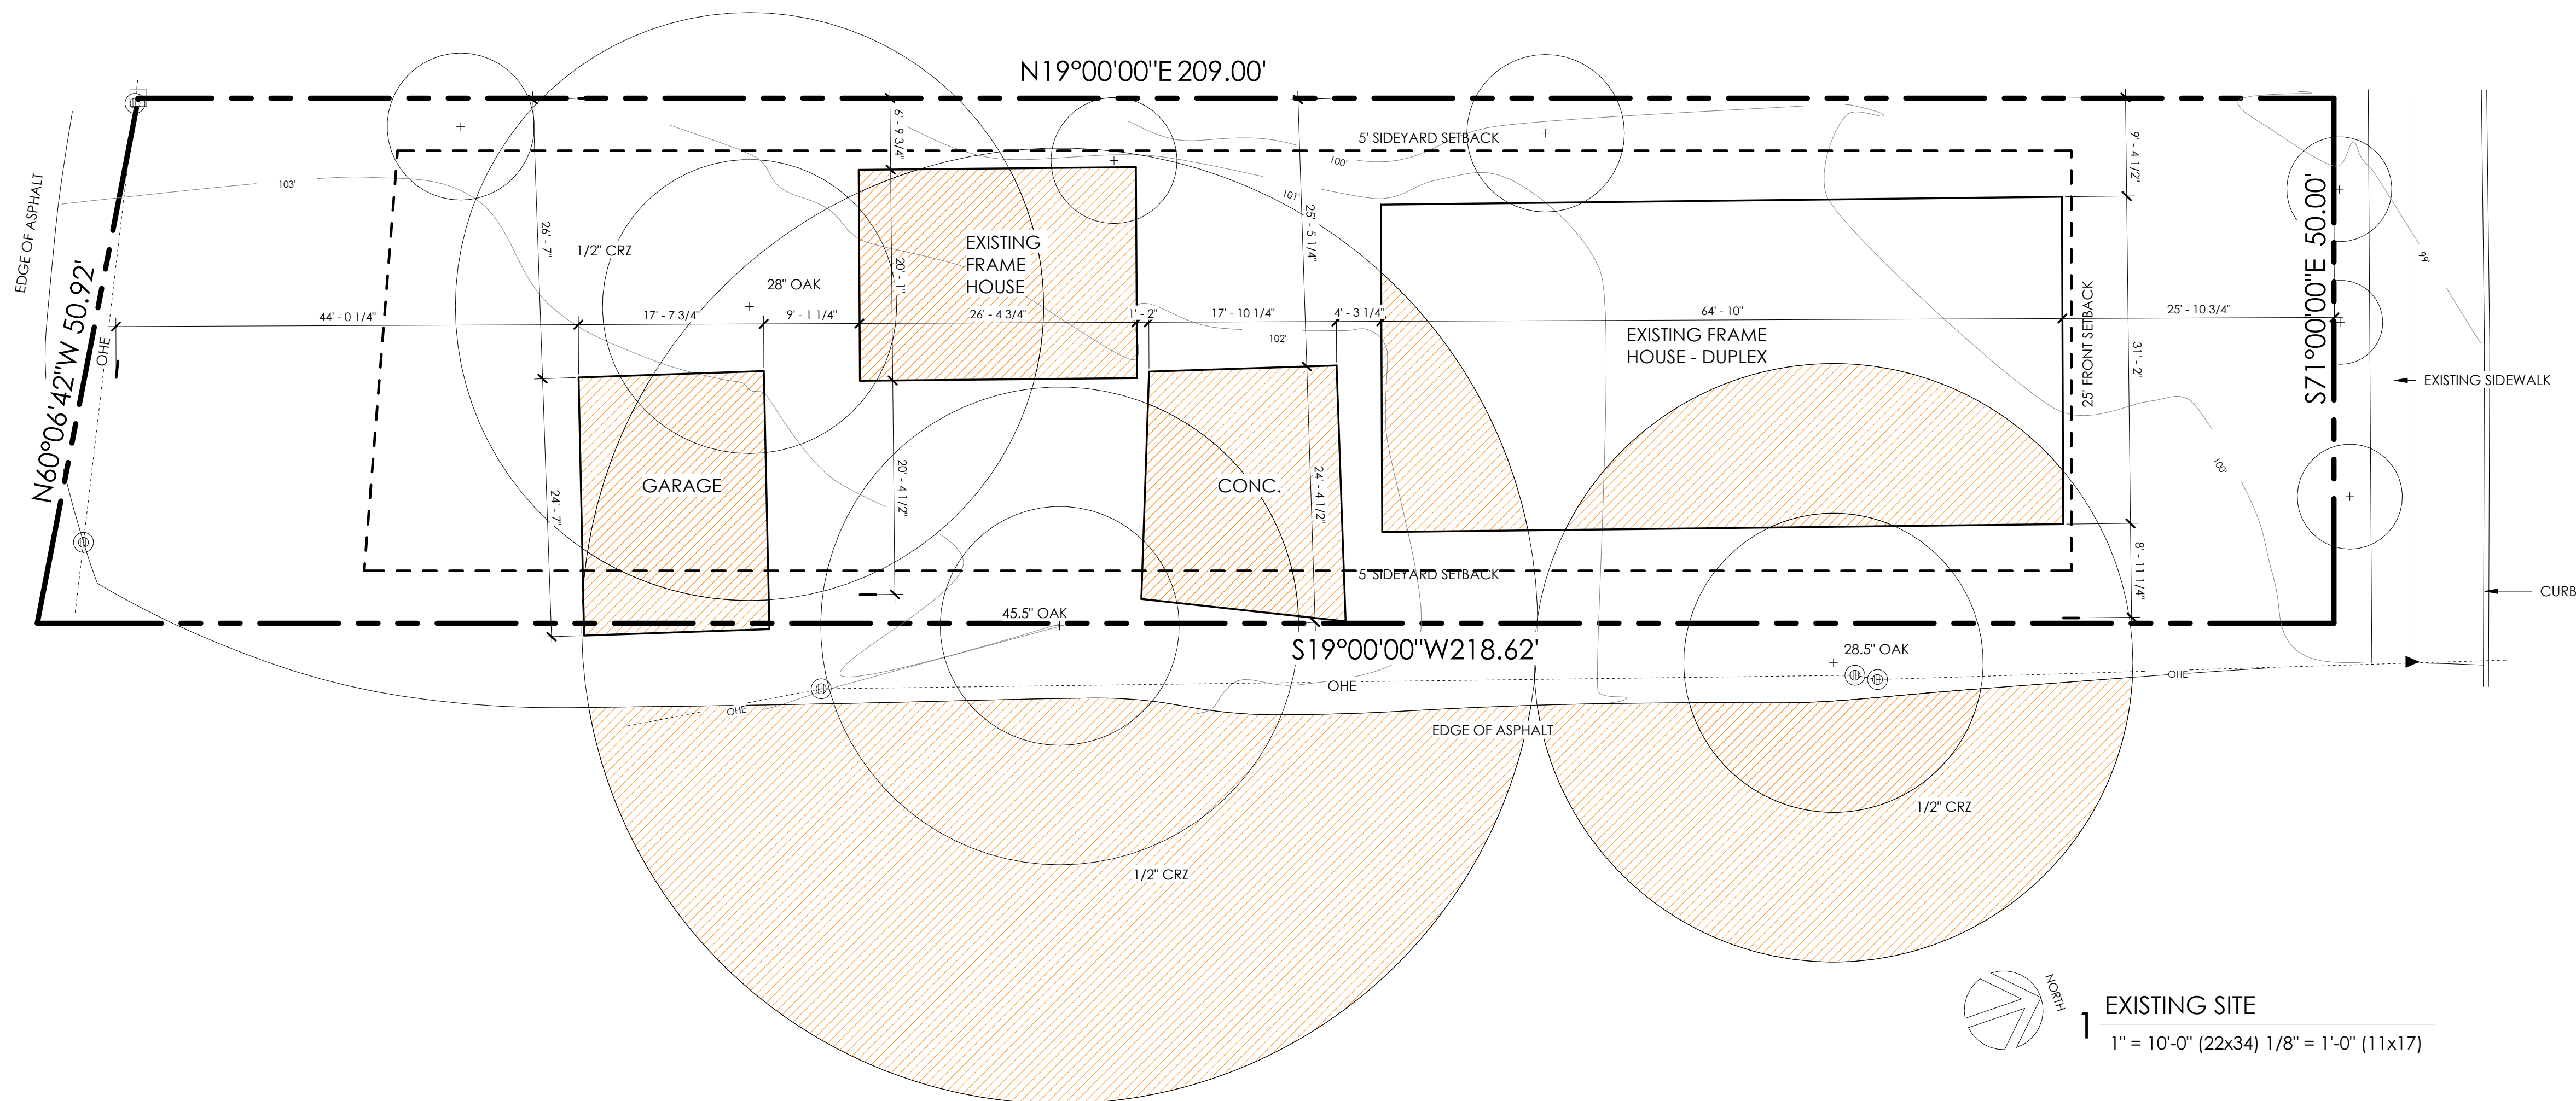 N19°00'00"E 209.00'
6' - 9 3/4"
5' SIDEYARD SETBACK
9' - 4 1/2"
100'
103'
101'
EDGE OF ASPHALT
26' - 7"
1/2" CRZ
25' - 5 1/4"
EXISTING
FRAME
HOUSE
20' - 1"
28" OAK
99'
S71°00'00"E 50.00'
N60°06'42"W 50.92'
OHE
44' - 0 1/4"
17' - 7 3/4"
9' - 1 1/4"
26' - 4 3/4"
1' - 2"
17' - 10 1/4"
4' - 3 1/4"
64' - 10"
25' - 10 3/4"
102'
EXISTING FRAME
HOUSE - DUPLEX
25' FRONT SETBACK
31' - 2"
EXISTING SIDEWALK
GARAGE
CONC.
24' - 7"
20' - 4 1/2"
24' - 4 1/2"
100'
5' SIDEYARD SETBACK
8' - 11 1/4"
CURB
45.5" OAK
S19°00'00"W218.62'
28.5" OAK
OHE
OHE
OHE
EDGE OF ASPHALT
1/2" CRZ
1/2" CRZ
NORTH
1
EXISTING SITE
1" = 10'-0" (22x34) 1/8" = 1'-0" (11x17)